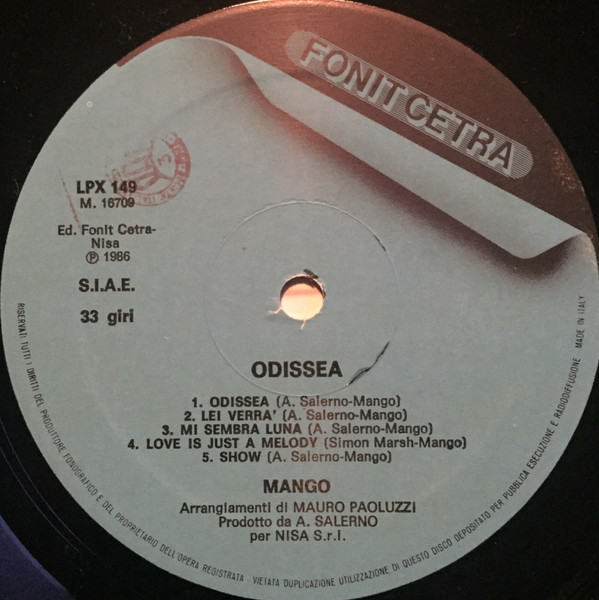 FONIT CETRA
LPX 149
M. 16709
Ed. Fonit Cetra-
Nisa
Ⓟ 1986
S.I.A.E.
33 giri
ODISSEA
1. ODISSEA (A. Salerno-Mango)
2. LEI VERRA' (A. Salerno-Mango)
3. MI SEMBRA LUNA (A. Salerno-Mango)
4. LOVE IS JUST A MELODY (Simon Marsh-Mango)
5. SHOW (A. Salerno-Mango)
MANGO
Arrangiamenti di MAURO PAOLUZZI
Prodotto da A. SALERNO
per NISA S.r.l.
RISERVATI TUTTI I DIRITTI DEL PRODUTTORE FONOGRAFICO E DEL PROPRIETARIO DELL'OPERA REGISTRATA - VIETATA DUPLICAZIONE UTILIZZAZIONE DI QUESTO DISCO DEPOSITATO PER PUBBLICA ESECUZIONE E RADIODIFFUSIONE MADE IN ITALY